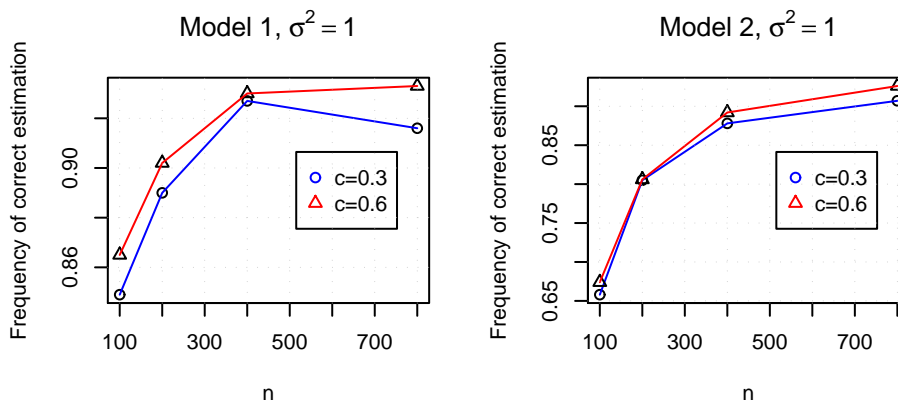 Model 1, σ² = 1
Frequency of correct estimation
0.86
0.90
c=0.3
c=0.6
100
300
500
700
n
Model 2, σ² = 1
Frequency of correct estimation
0.65
0.75
0.85
c=0.3
c=0.6
100
300
500
700
n